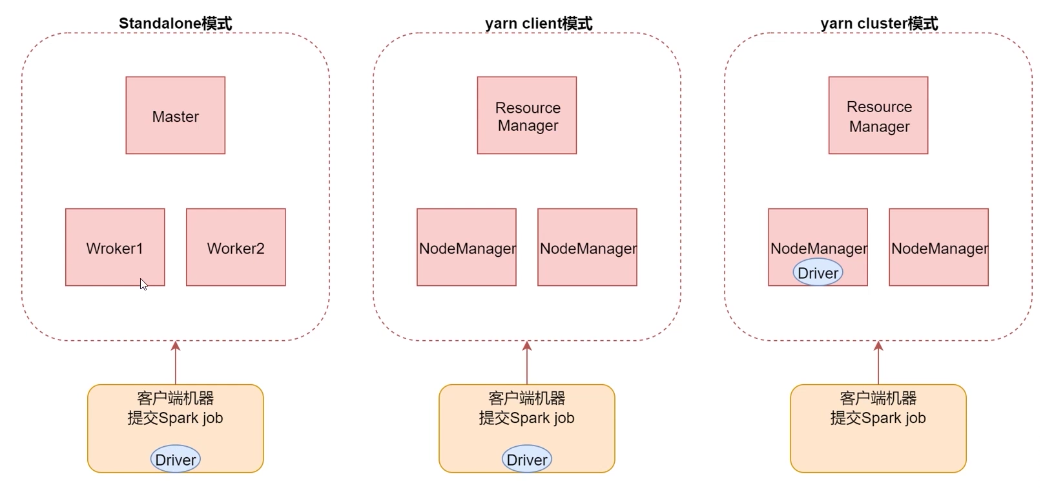 Standalone模式
Master
Wroker1
Worker2
客户端机器
提交Spark job
Driver
yarn client模式
Resource
Manager
NodeManager
NodeManager
客户端机器
提交Spark job
Driver
yarn cluster模式
Resource
Manager
NodeManager
Driver
NodeManager
客户端机器
提交Spark job